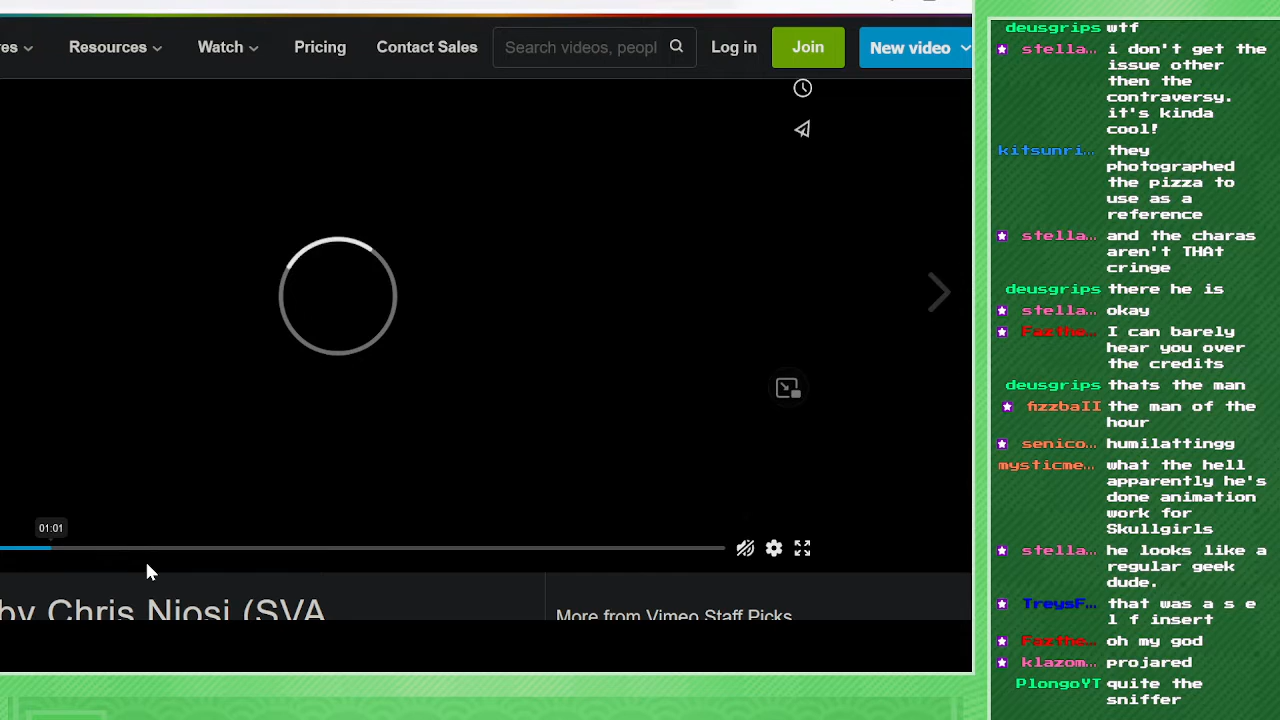 res
Resources
Watch
Pricing
Contact Sales
Search videos, peopl
Log in
Join
New video
01:01
by Chris Niosi (SVA
More from Vimeo Staff Picks
deusgrips wtf
stella... i don't get the
issue other
then the
contraversy.
it's kinda
cool!
kitsunri... they
photographed
the pizza to
use as a
reference
stella... and the charas
aren't THAt
cringe
deusgrips there he is
stella... okay
Fazthe... I can barely
hear you over
the credits
deusgrips thats the man
fizzbaII the man of the
hour
senico... humilattingg
mysticme... what the hell
apparently he's
done animation
work for
Skullgirls
stella... he looks like a
regular geek
dude.
TreysF... that was a s e
l f insert
Fazthe... oh my god
klazom... projared
PlongoYT quite the
sniffer